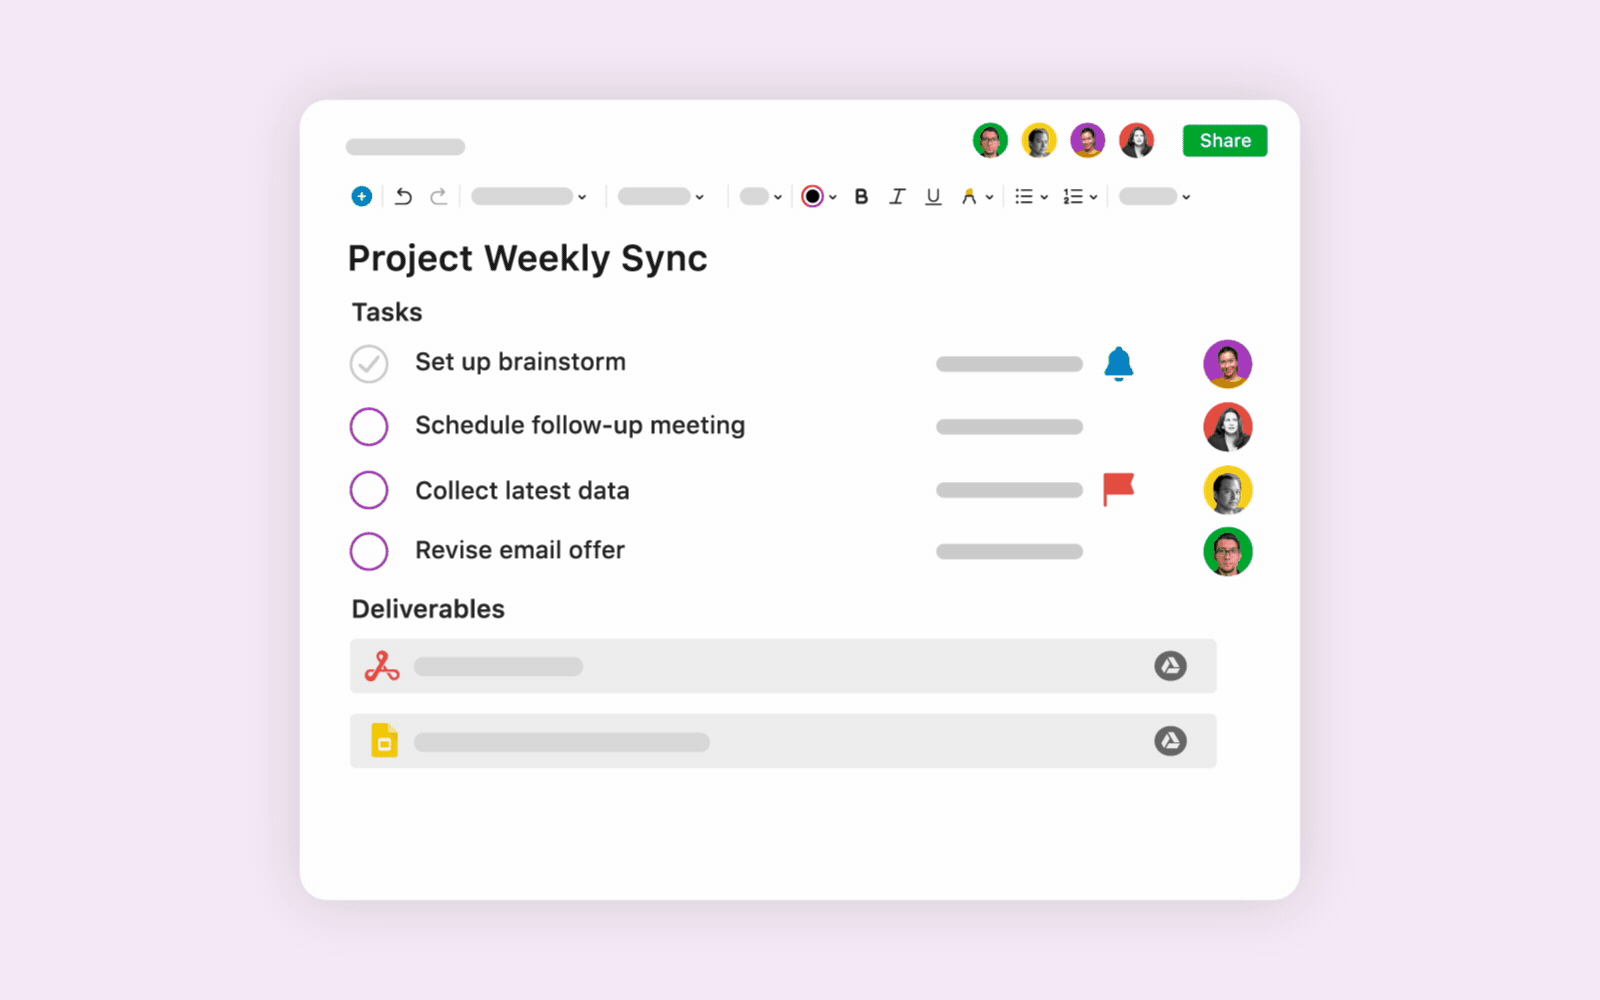 Share
B I U A
Project Weekly Sync
Tasks
Set up brainstorm
Schedule follow-up meeting
Collect latest data
Revise email offer
Deliverables